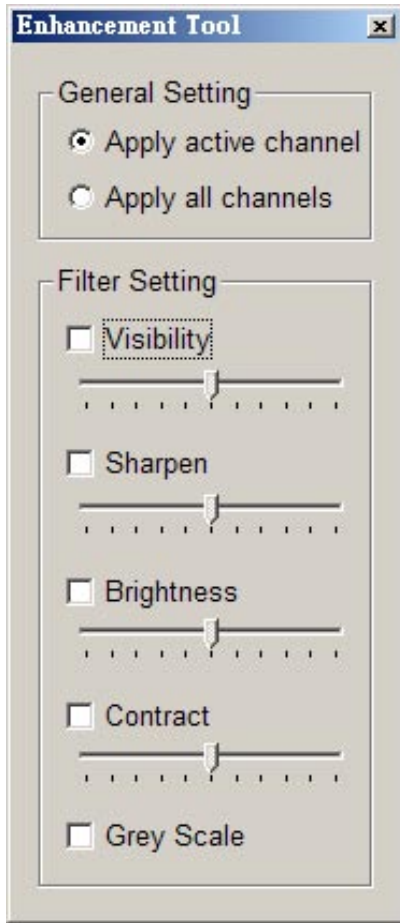 Enhancement Tool
General Setting
Apply active channel
Apply all channels
Filter Setting
Visibility
Sharpen
Brightness
Contract
Grey Scale